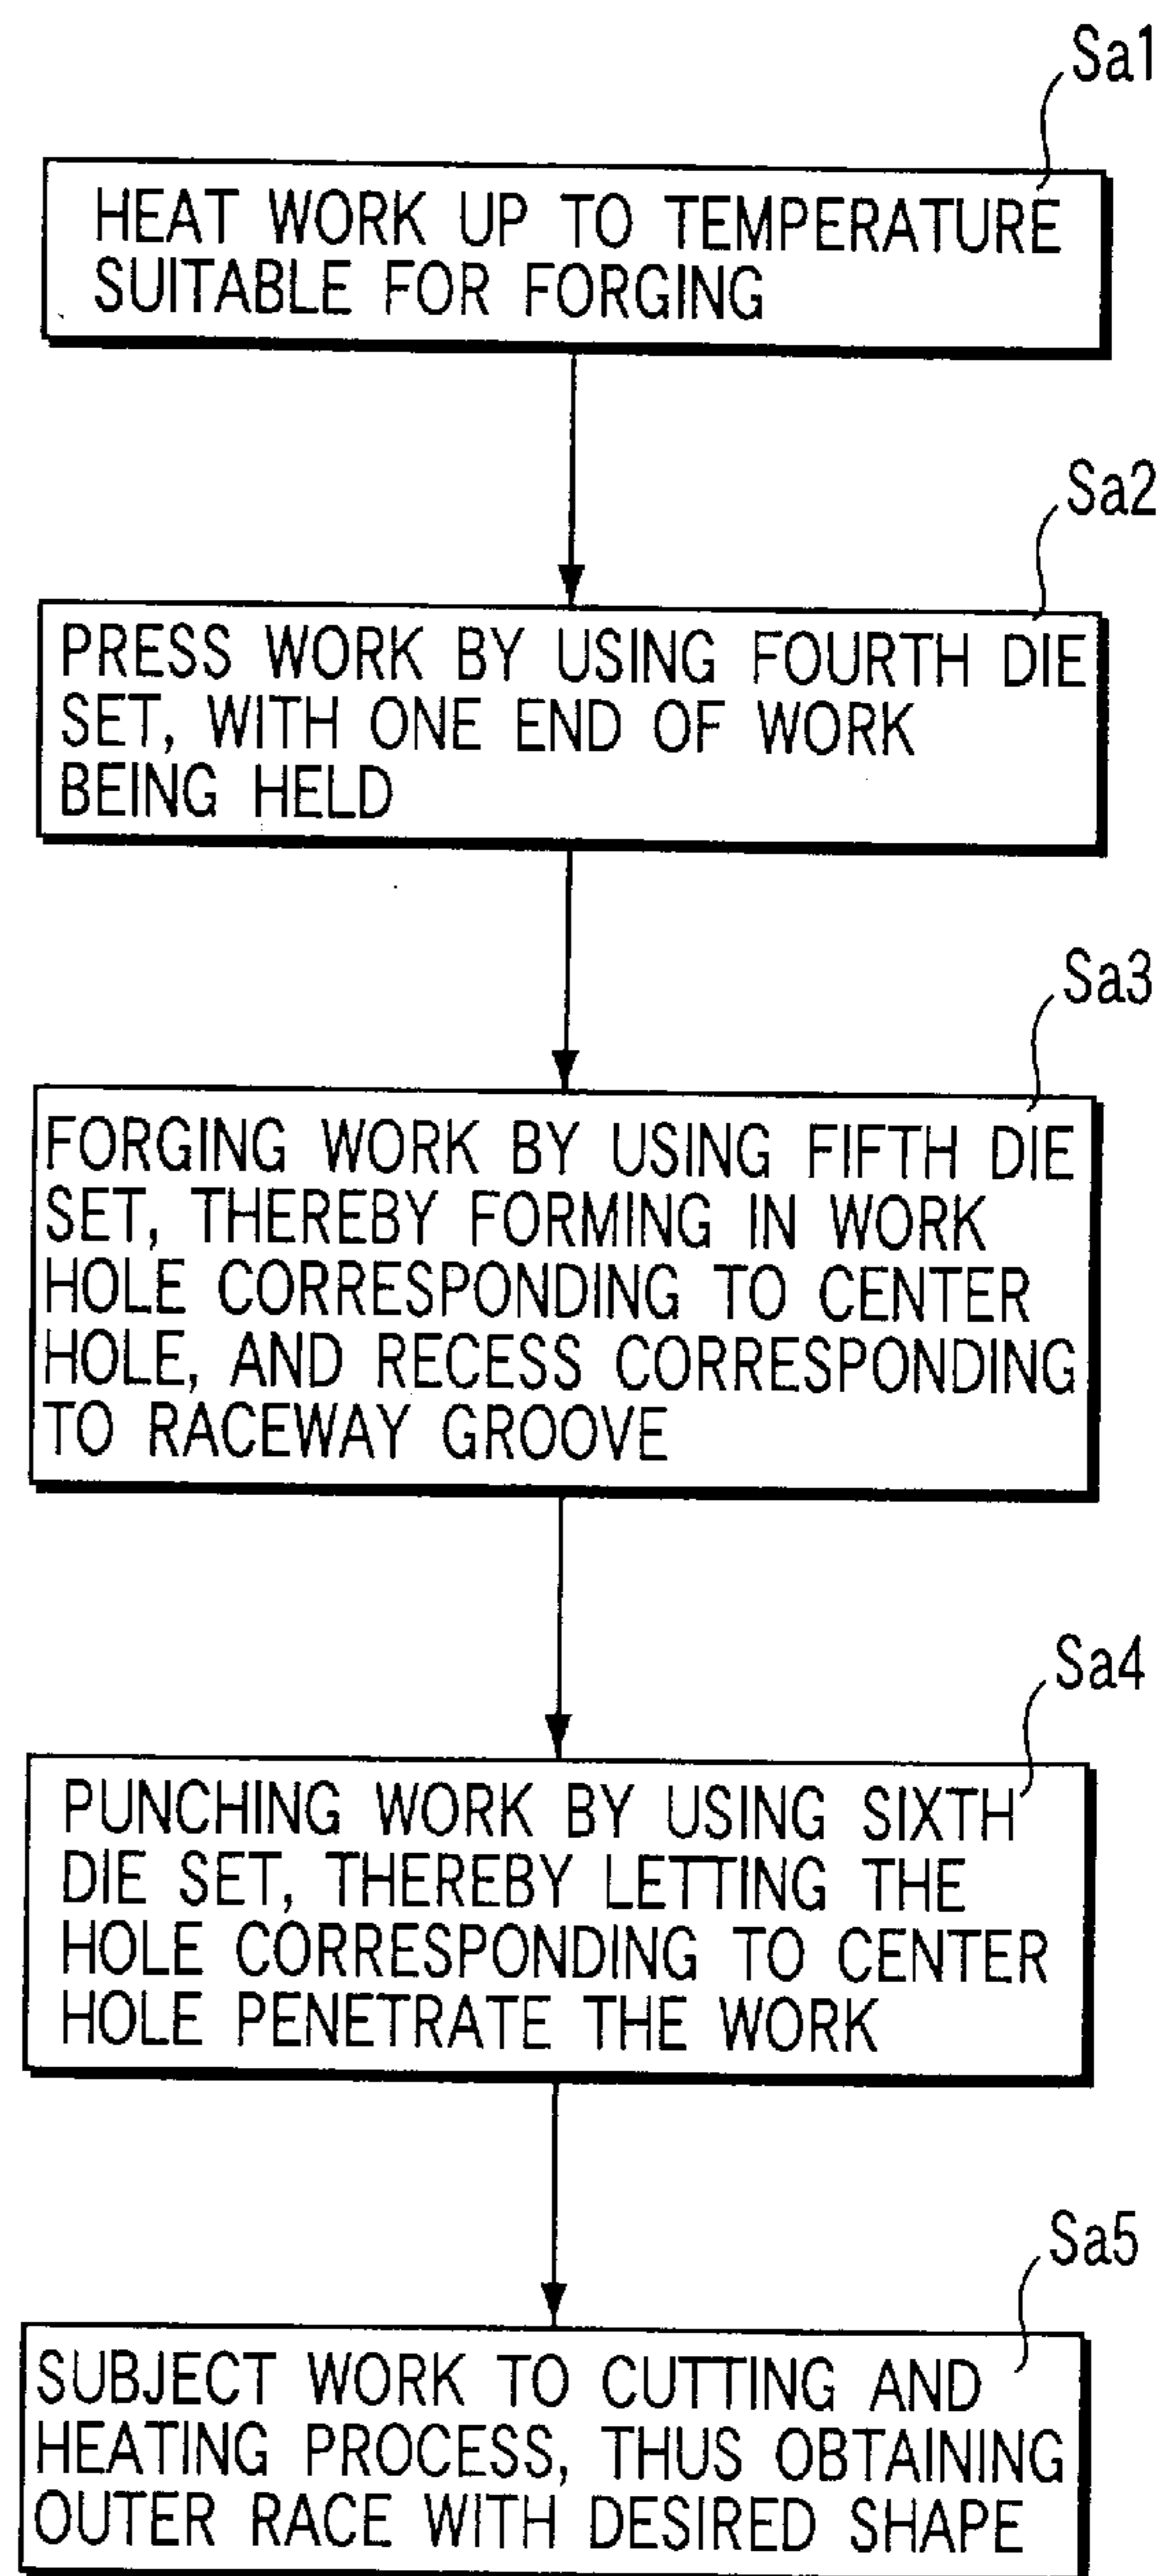 Sa1
HEAT WORK UP TO TEMPERATURE
SUITABLE FOR FORGING
Sa2
PRESS WORK BY USING FOURTH DIE
SET, WITH ONE END OF WORK
BEING HELD
Sa3
FORGING WORK BY USING FIFTH DIE
SET, THEREBY FORMING IN WORK
HOLE CORRESPONDING TO CENTER
HOLE, AND RECESS CORRESPONDING
TO RACEWAY GROOVE
Sa4
PUNCHING WORK BY USING SIXTH
DIE SET, THEREBY LETTING THE
HOLE CORRESPONDING TO CENTER
HOLE PENETRATE THE WORK
Sa5
SUBJECT WORK TO CUTTING AND
HEATING PROCESS, THUS OBTAINING
OUTER RACE WITH DESIRED SHAPE